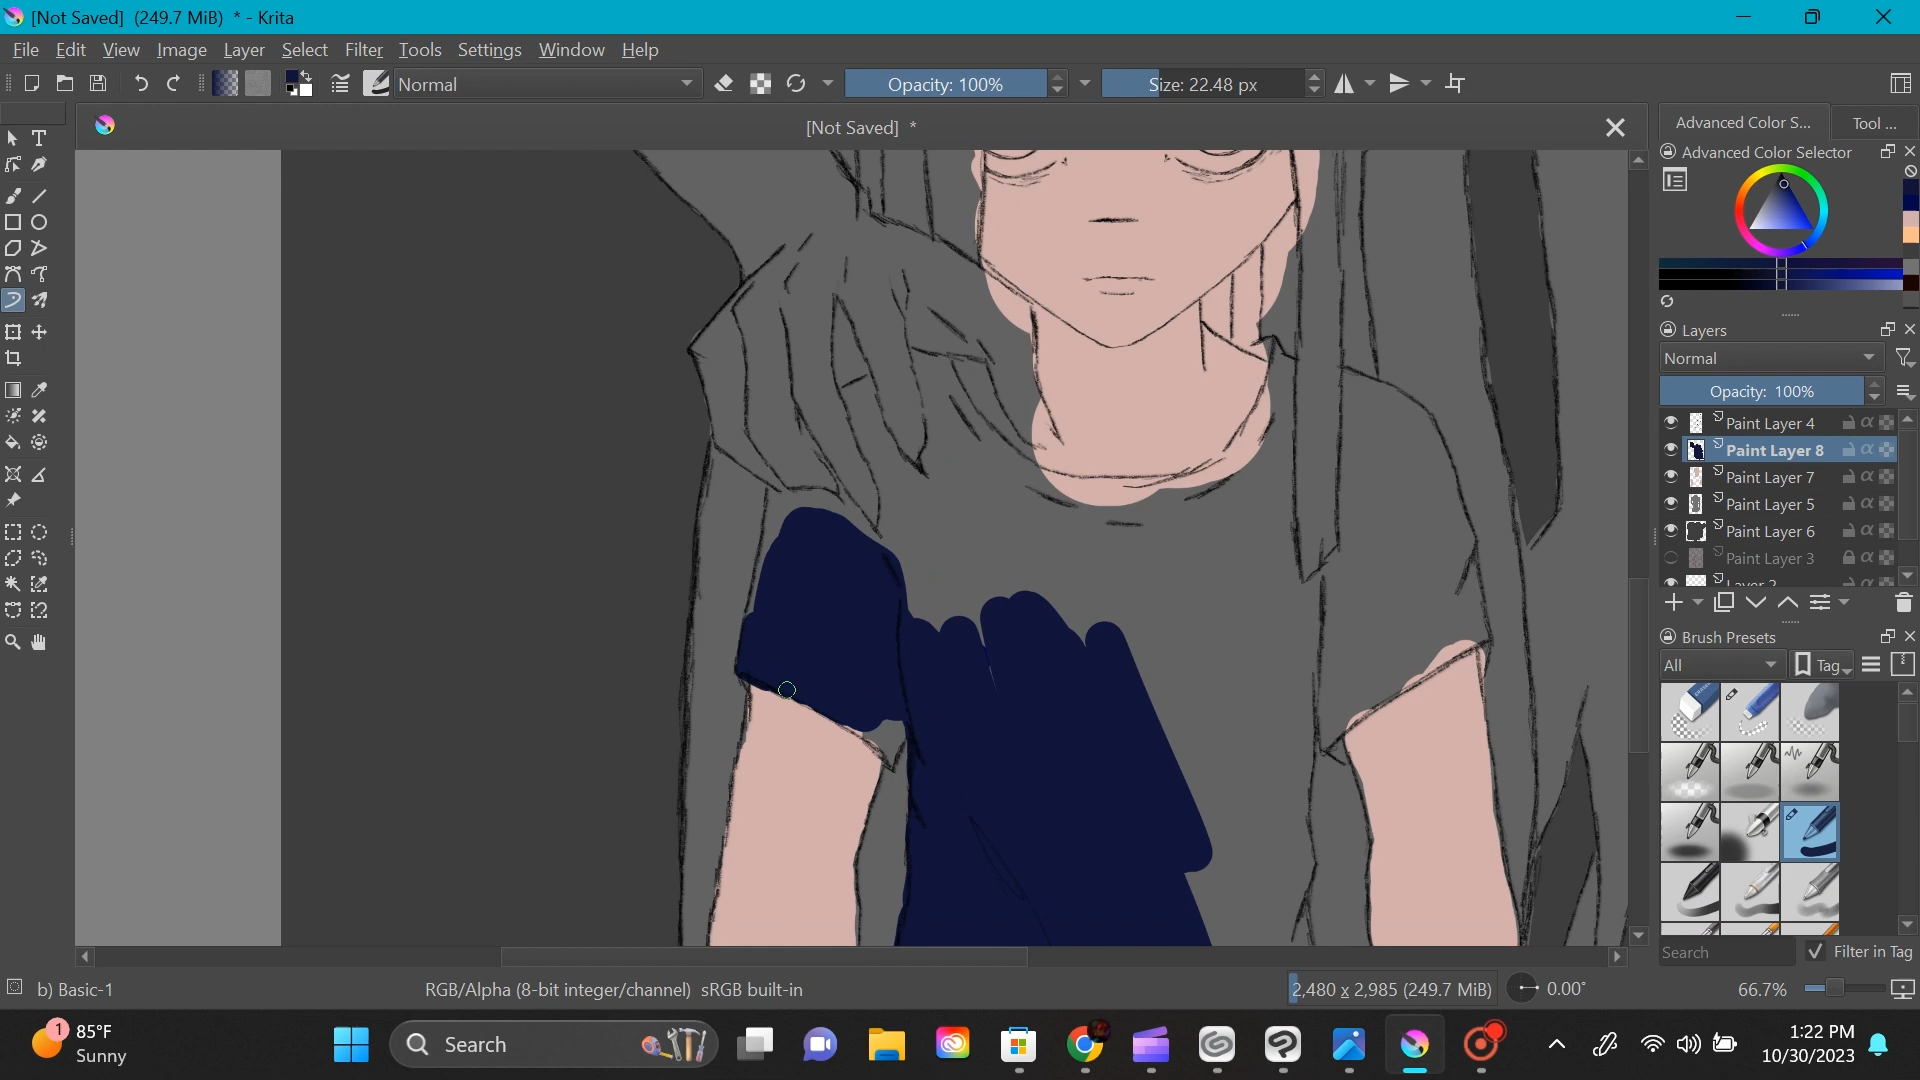 [Not Saved]  (249.7 MiB)  * - Krita
File Edit View Image Layer Select Filter Tools Settings Window Help
Normal
Opacity: 100%
Size: 22.48 px
[Not Saved]  *
Advanced Color S...
Tool ...
Advanced Color Selector
Layers
Normal
Opacity:  100%
Paint Layer 4
Paint Layer 8
Paint Layer 7
Paint Layer 5
Paint Layer 6
Paint Layer 3
Layer 2
Brush Presets
All
Tag
Search
Filter in Tag
b) Basic-1
RGB/Alpha (8-bit integer/channel)  sRGB built-in
2,480 x 2,985 (249.7 MiB)
0.00°
66.7%
1
85°F
Sunny
Search
1:22 PM
10/30/2023